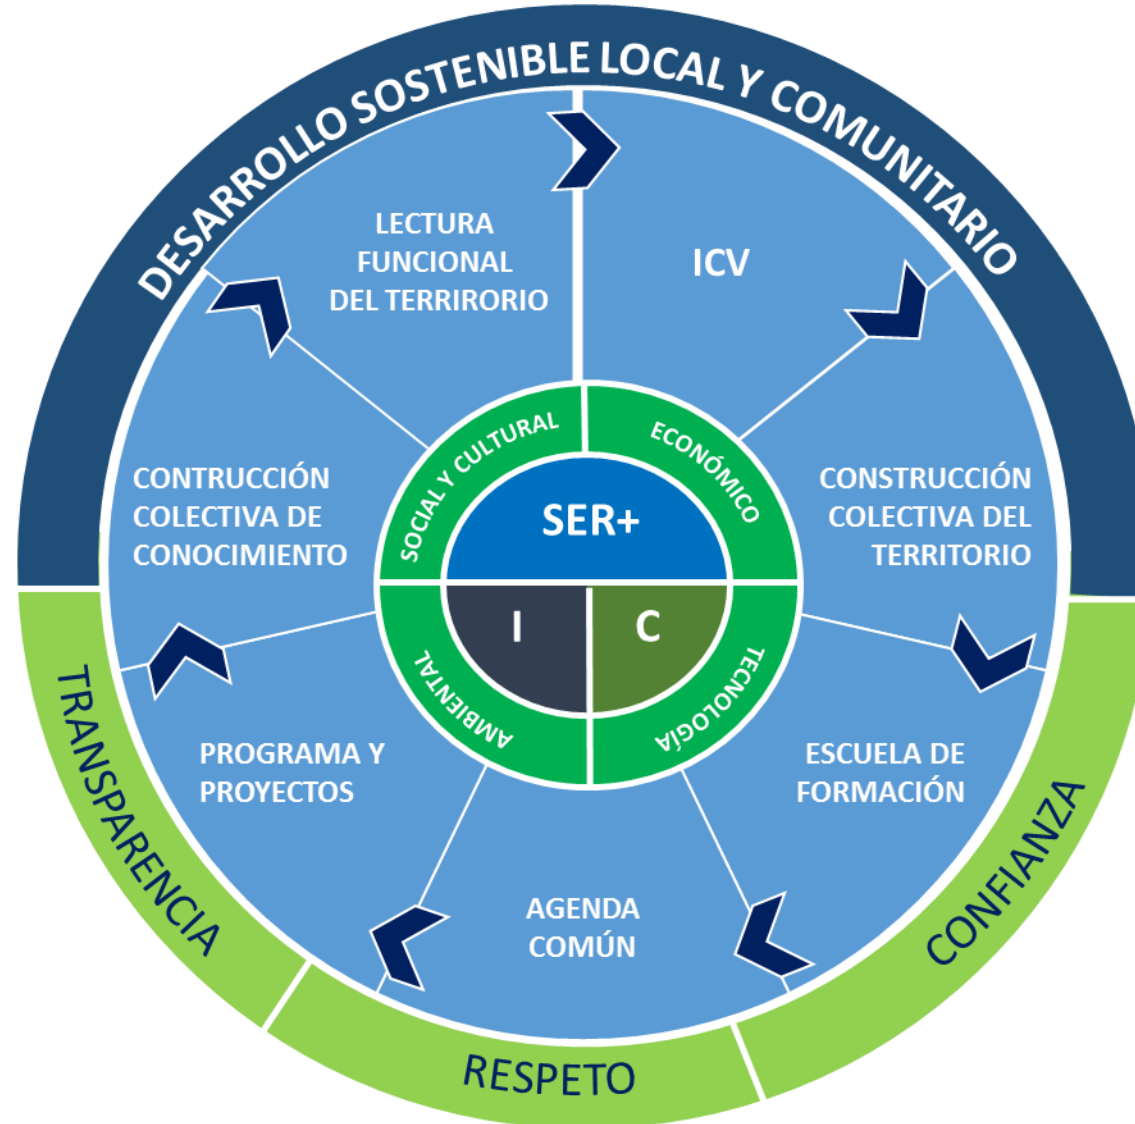 DESARROLLO SOSTENIBLE LOCAL Y COMUNITARIO
LECTURA
FUNCIONAL
DEL TERRIRORIO
ICV
CONTRUCCIÓN
COLECTIVA DE
CONOCIMIENTO
CONSTRUCCIÓN
COLECTIVA DEL
TERRITORIO
SOCIAL Y CULTURAL
ECONÓMICO
SER+
I
C
AMBIENTAL
TECNOLOGÍA
PROGRAMA Y
PROYECTOS
ESCUELA DE
FORMACIÓN
AGENDA
COMÚN
TRANSPARENCIA
RESPETO
CONFIANZA